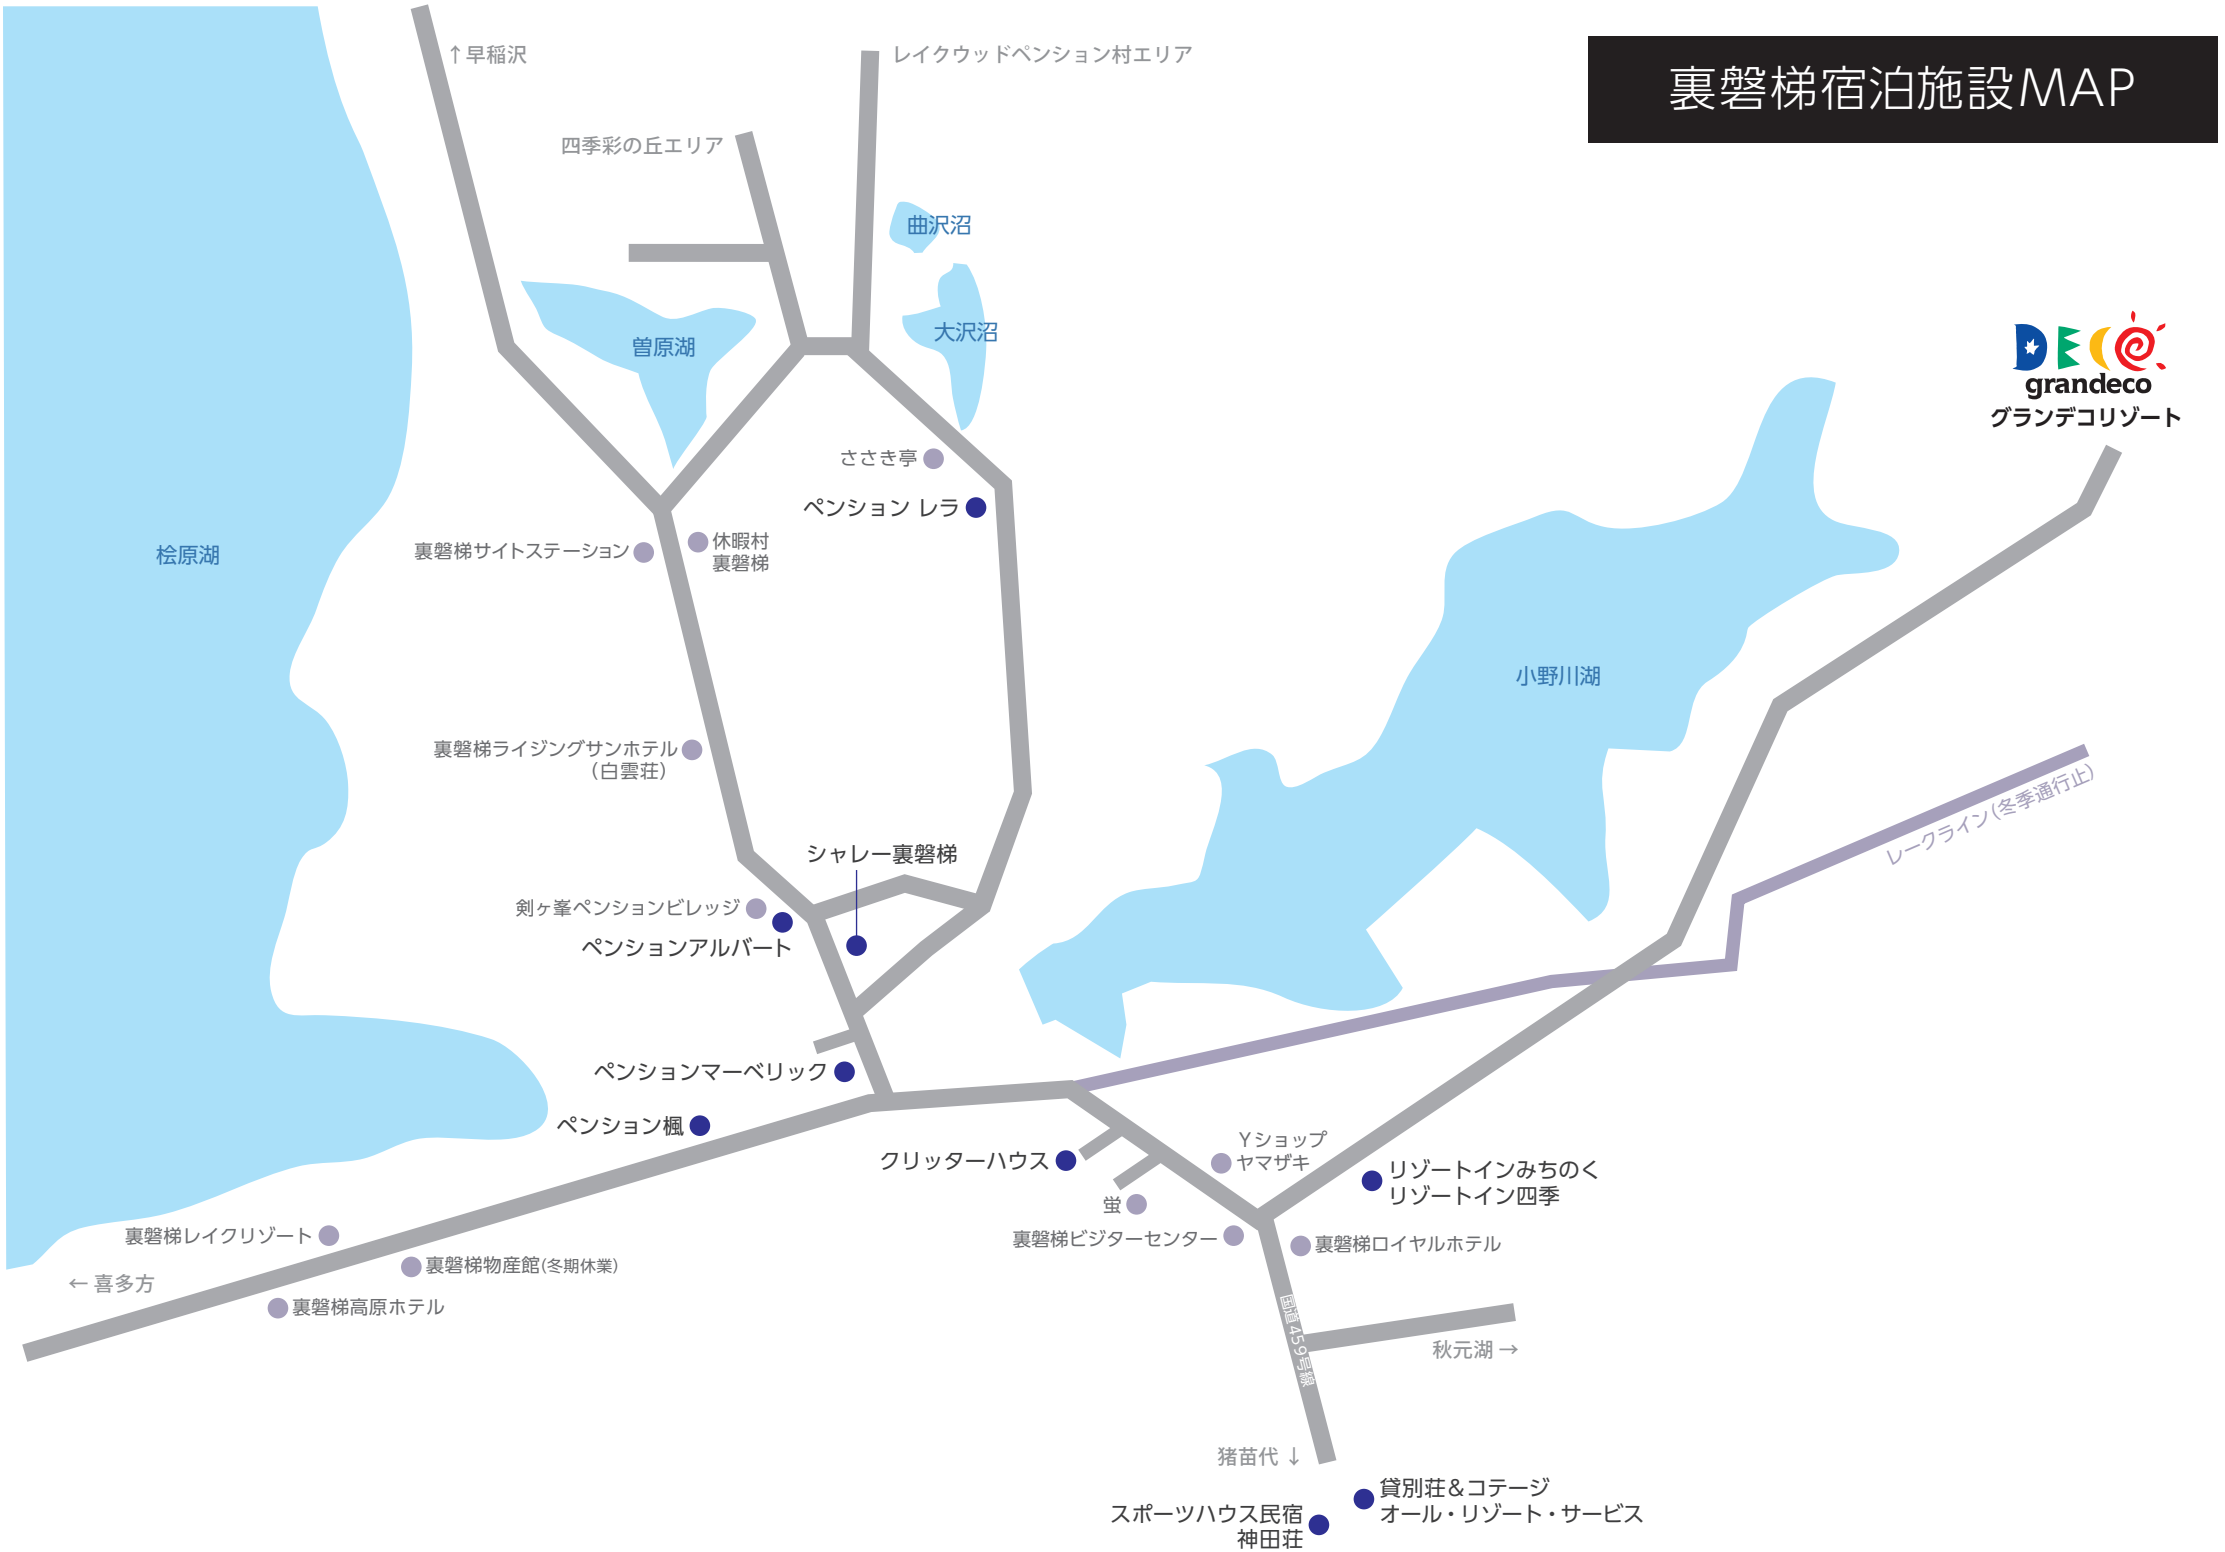 裏磐梯宿泊施設MAP
↑早稲沢
レイクウッドペンション村エリア
四季彩の丘エリア
曲沢沼
大沢沼
曽原湖
DECO
grandeco
グランデコリゾート
ささき亭
ペンション レラ
桧原湖
裏磐梯サイトステーション
休暇村
裏磐梯
小野川湖
裏磐梯ライジングサンホテル
（白雲荘）
レークライン（冬季通行止）
シャレー裏磐梯
剣ヶ峯ペンションビレッジ
ペンションアルバート
ペンションマーベリック
ペンション楓
クリッターハウス
Ｙショップ
ヤマザキ
リゾートインみちのく
リゾートイン四季
蛍
裏磐梯ビジターセンター
裏磐梯ロイヤルホテル
裏磐梯レイクリゾート
裏磐梯物産館(冬期休業)
←喜多方
裏磐梯高原ホテル
国道459号線
秋元湖→
猪苗代 ↓
貸別荘＆コテージ
オール・リゾート・サービス
スポーツハウス民宿
神田荘